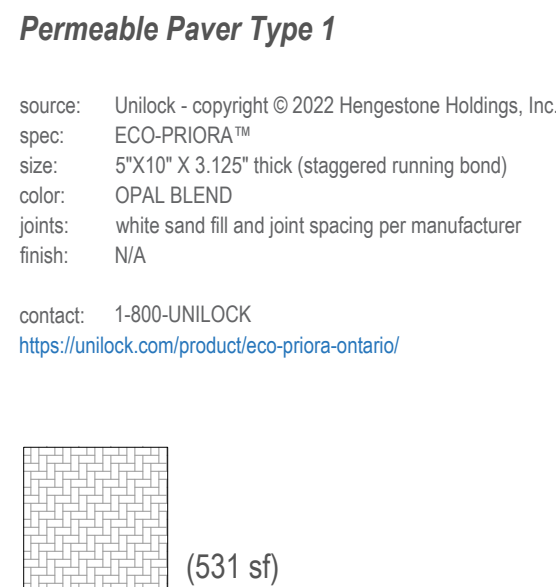 Permeable Paver Type 1
source: Unilock - copyright © 2022 Hengestone Holdings, Inc.
spec: ECO-PRIORA™
size: 5"X10" X 3.125" thick (staggered running bond)
color: OPAL BLEND
joints: white sand fill and joint spacing per manufacturer
finish: N/A
contact: 1-800-UNILOCK
https://unilock.com/product/eco-priora-ontario/
(531 sf)